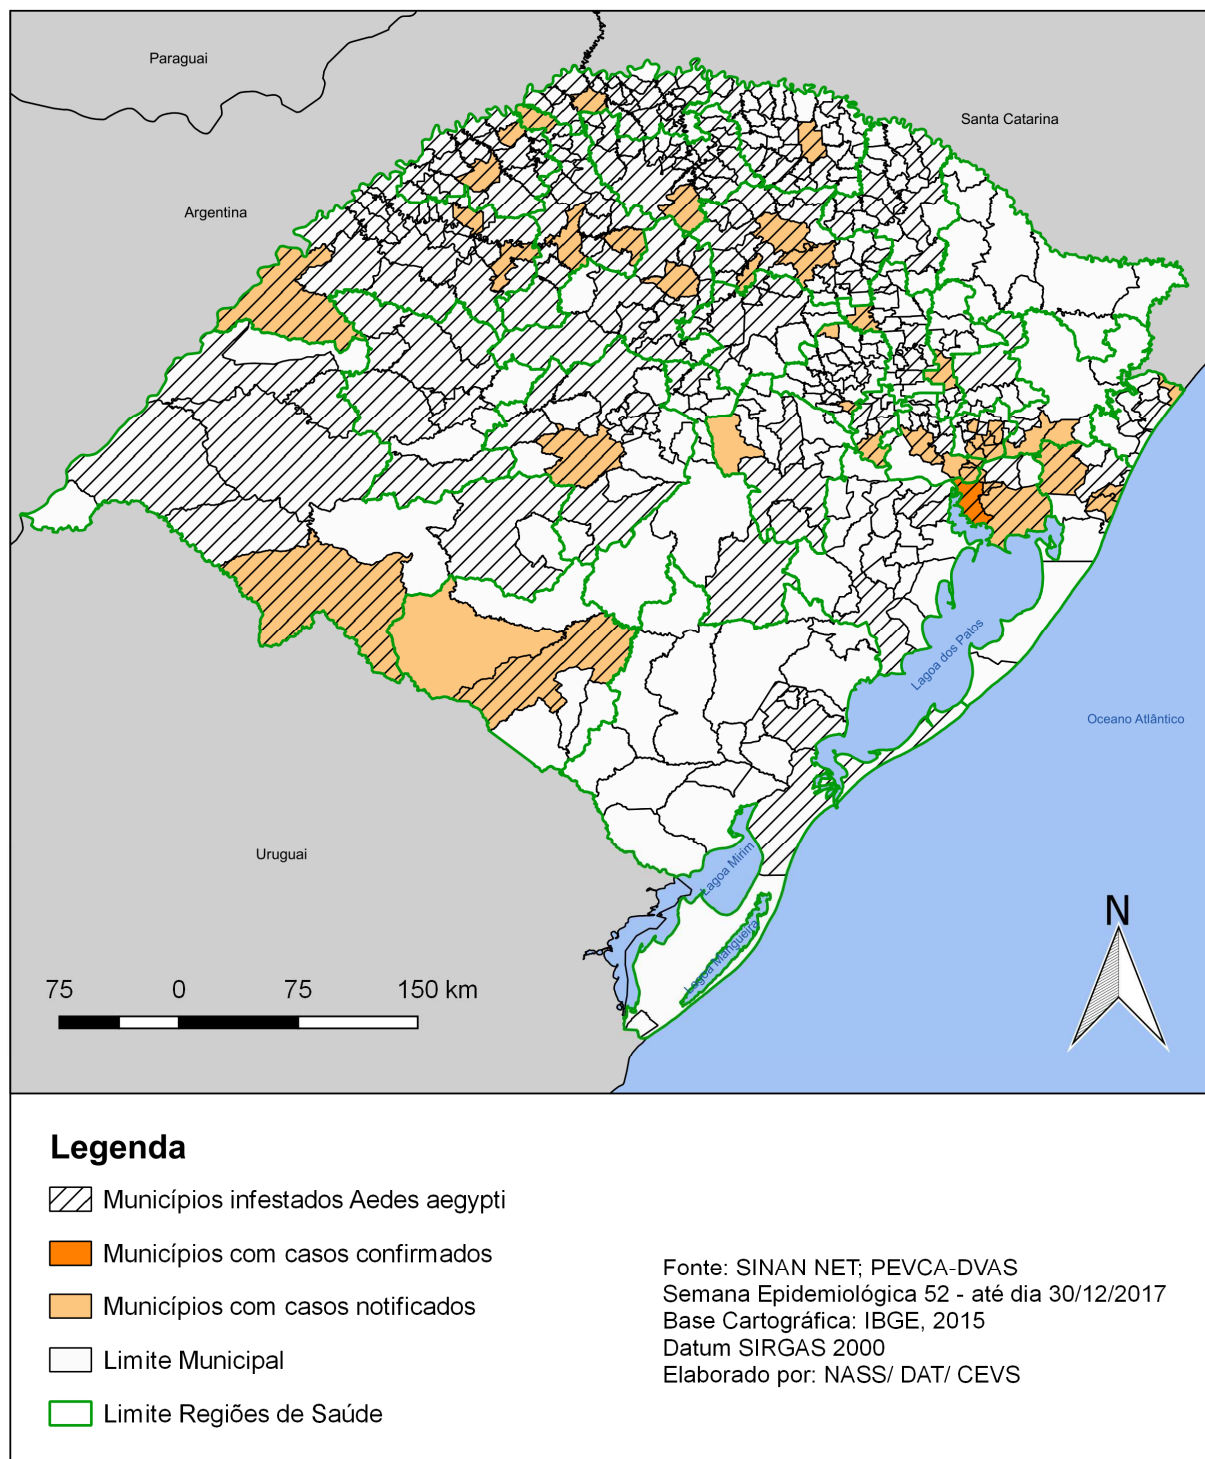 Paraguai
Santa Catarina
Argentina
Lagoa dos Patos
Oceano Atlântico
Uruguai
Lagoa Mirim
Lagoa Mangueira
N
75 0 75 150 km
Legenda
Municípios infestados Aedes aegypti
Municípios com casos confirmados
Municípios com casos notificados
Limite Municipal
Limite Regiões de Saúde
Fonte: SINAN NET; PEVCA-DVAS
Semana Epidemiológica 52 - até dia 30/12/2017
Base Cartográfica: IBGE, 2015
Datum SIRGAS 2000
Elaborado por: NASS/ DAT/ CEVS